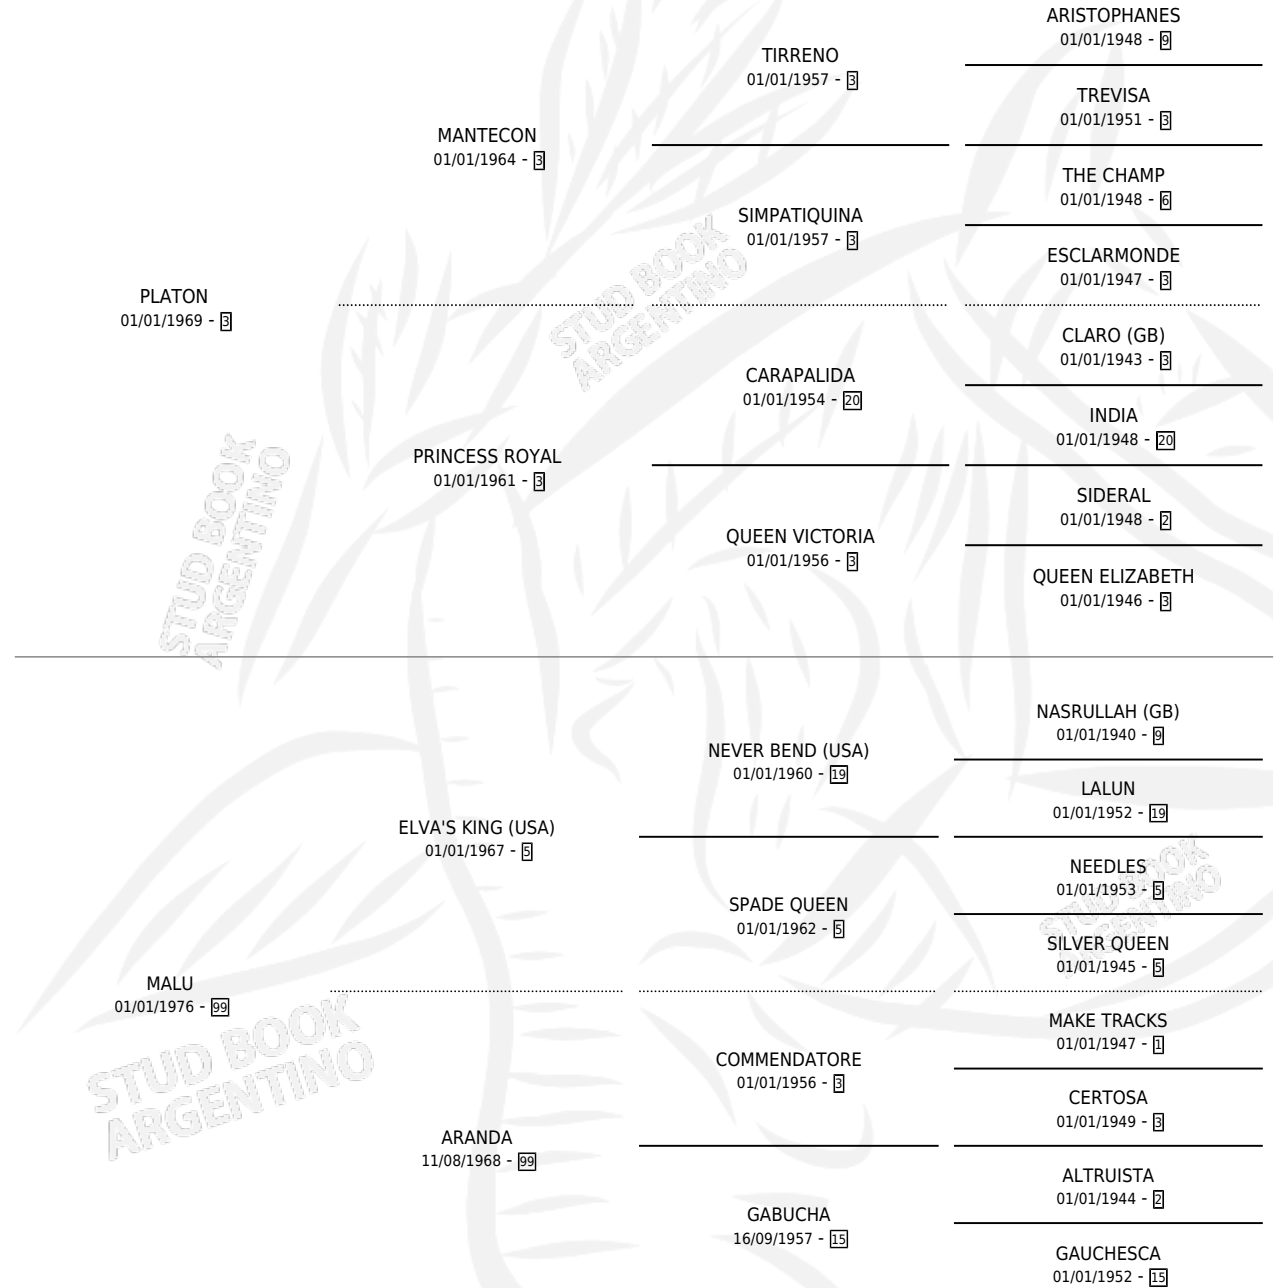 ARISTOPHANES
01/01/1948 - 9
TIRRENO
01/01/1957 - 3
TREVISA
01/01/1951 - 3
MANTECON
01/01/1964 - 3
THE CHAMP
01/01/1948 - 6
SIMPATIQUINA
01/01/1957 - 3
ESCLARMONDE
01/01/1947 - 3
PLATON
01/01/1969 - 3
STUD BOOK
ARGENTINO
CLARO (GB)
01/01/1943 - 3
CARAPALIDA
01/01/1954 - 20
INDIA
01/01/1948 - 20
PRINCESS ROYAL
01/01/1961 - 3
SIDERAL
01/01/1948 - 2
QUEEN VICTORIA
01/01/1956 - 3
QUEEN ELIZABETH
01/01/1946 - 3
STUD BOOK
ARGENTINO
NASRULLAH (GB)
01/01/1940 - 9
NEVER BEND (USA)
01/01/1960 - 19
LALUN
01/01/1952 - 19
ELVA'S KING (USA)
01/01/1967 - 5
NEEDLES
01/01/1953 - 5
SPADE QUEEN
01/01/1962 - 5
SILVER QUEEN
01/01/1945 - 5
STUD BOOK
ARGENTINO
MALU
01/01/1976 - 99
MAKE TRACKS
01/01/1947 - 1
COMMENDATORE
01/01/1956 - 3
CERTOSA
01/01/1949 - 3
STUD BOOK
ARGENTINO
ARANDA
11/08/1968 - 99
ALTRUISTA
01/01/1944 - 2
GABUCHA
16/09/1957 - 15
GAUCHESCA
01/01/1952 - 15